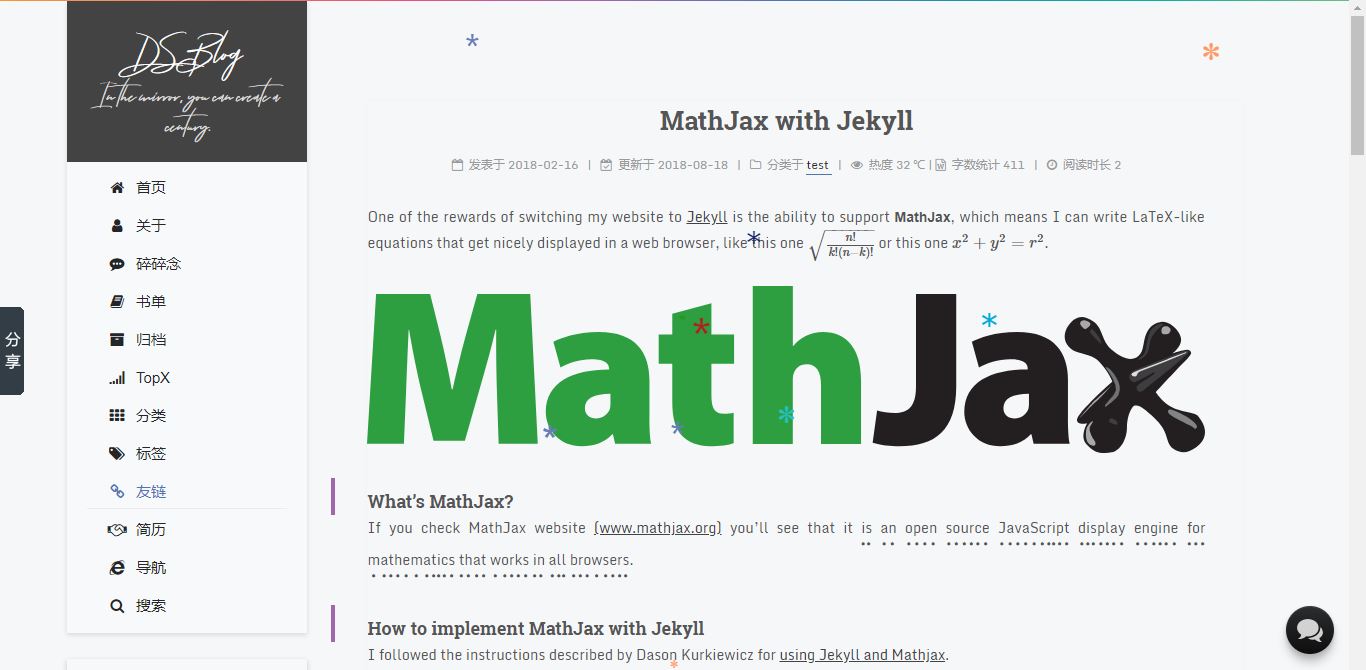 DS.Blog
In the mirror, you can create a
century.
首页
关于
碎碎念
书单
归档
TopX
分类
标签
友链
简历
导航
搜索
分享
MathJax with Jekyll
发表于 2018-02-16 | 更新于 2018-08-18 | 分类于 test | 热度 32 ℃ | 字数统计 411 | 阅读时长 2
One of the rewards of switching my website to Jekyll is the ability to support MathJax, which means I can write LaTeX-like
equations that get nicely displayed in a web browser, like this one √(n!/(k!(n−k)!)) or this one x² + y² = r².
MathJax
What's MathJax?
If you check MathJax website (www.mathjax.org) you'll see that it is an open source JavaScript display engine for
mathematics that works in all browsers.
How to implement MathJax with Jekyll
I followed the instructions described by Dason Kurkiewicz for using Jekyll and Mathjax.